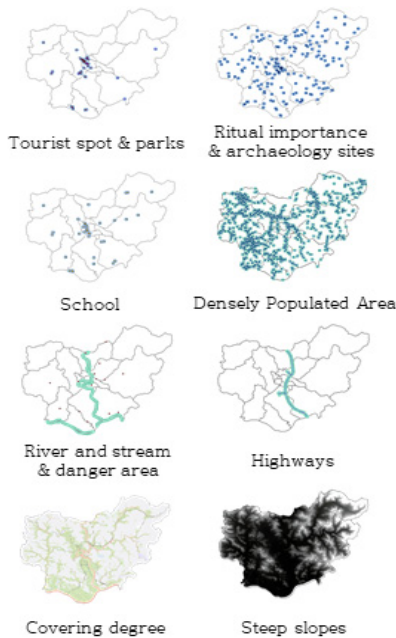 Tourist spot & parks
Ritual importance
& archaeology sites
School
Densely Populated Area
River and stream
& danger area
Highways
Covering degree
Steep slopes